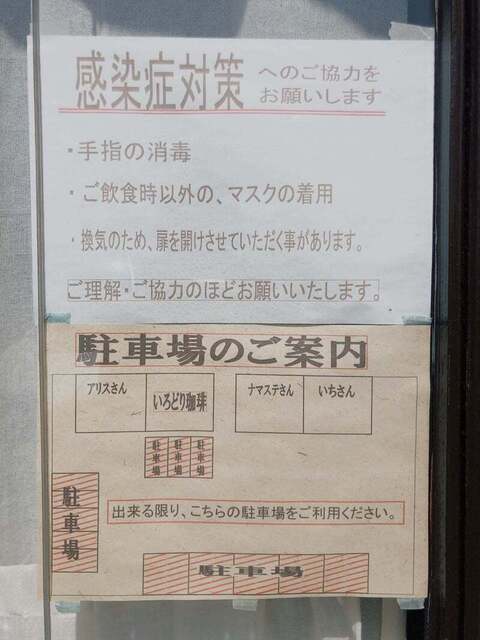 感染症対策 へのご協力を
お願いします
・手指の消毒
・ご飲食時以外の、マスクの着用
・換気のため、扉を開けさせていただく事があります。
ご理解・ご協力のほどお願いいたします。
駐車場のご案内
アリスさん いろどり珈琲 ナマステさん いちさん
駐車場 駐車場 駐車場
駐車場
出来る限り、こちらの駐車場をご利用ください。
駐車場